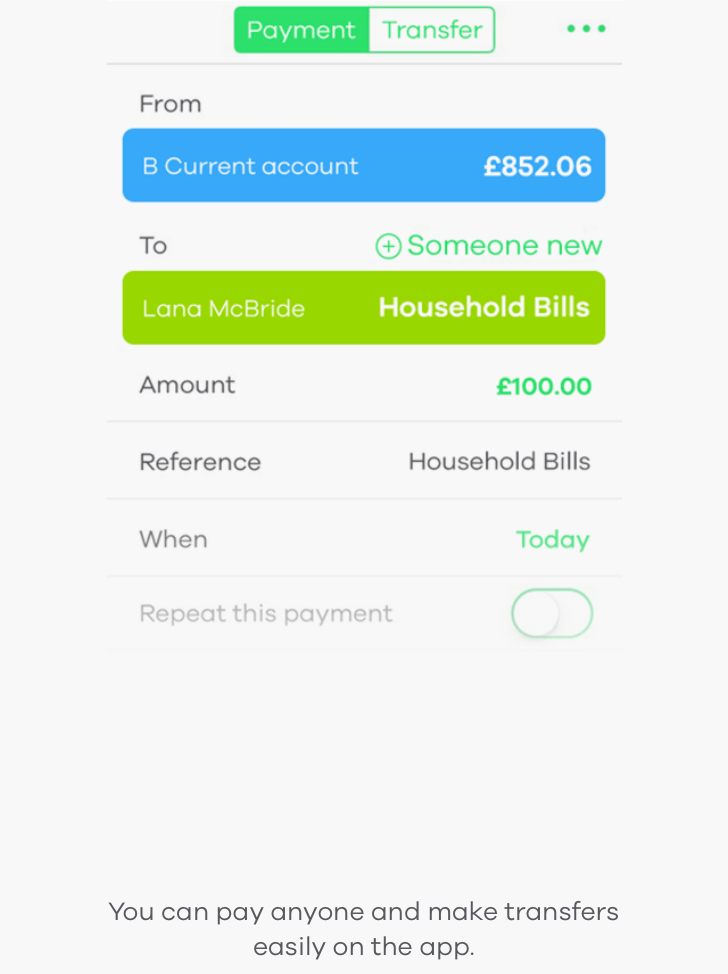 Payment Transfer
From
B Current account £852.06
To Someone new
Lana McBride Household Bills
Amount £100.00
Reference Household Bills
When Today
Repeat this payment
You can pay anyone and make transfers
easily on the app.